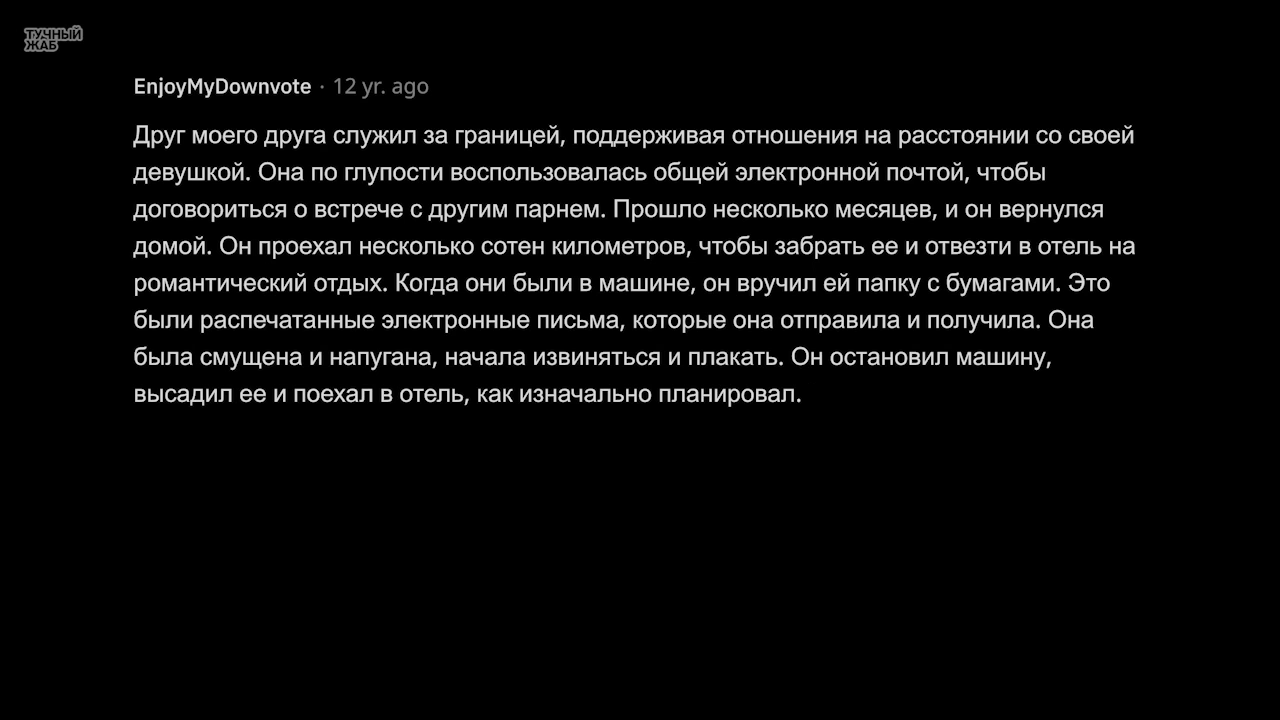 ТУЧНЫЙ
ЖАБ
EnjoyMyDownvote · 12 yr. ago
Друг моего друга служил за границей, поддерживая отношения на расстоянии со своей
девушкой. Она по глупости воспользовалась общей электронной почтой, чтобы
договориться о встрече с другим парнем. Прошло несколько месяцев, и он вернулся
домой. Он проехал несколько сотен километров, чтобы забрать ее и отвезти в отель на
романтический отдых. Когда они были в машине, он вручил ей папку с бумагами. Это
были распечатанные электронные письма, которые она отправила и получила. Она
была смущена и напугана, начала извиняться и плакать. Он остановил машину,
высадил ее и поехал в отель, как изначально планировал.